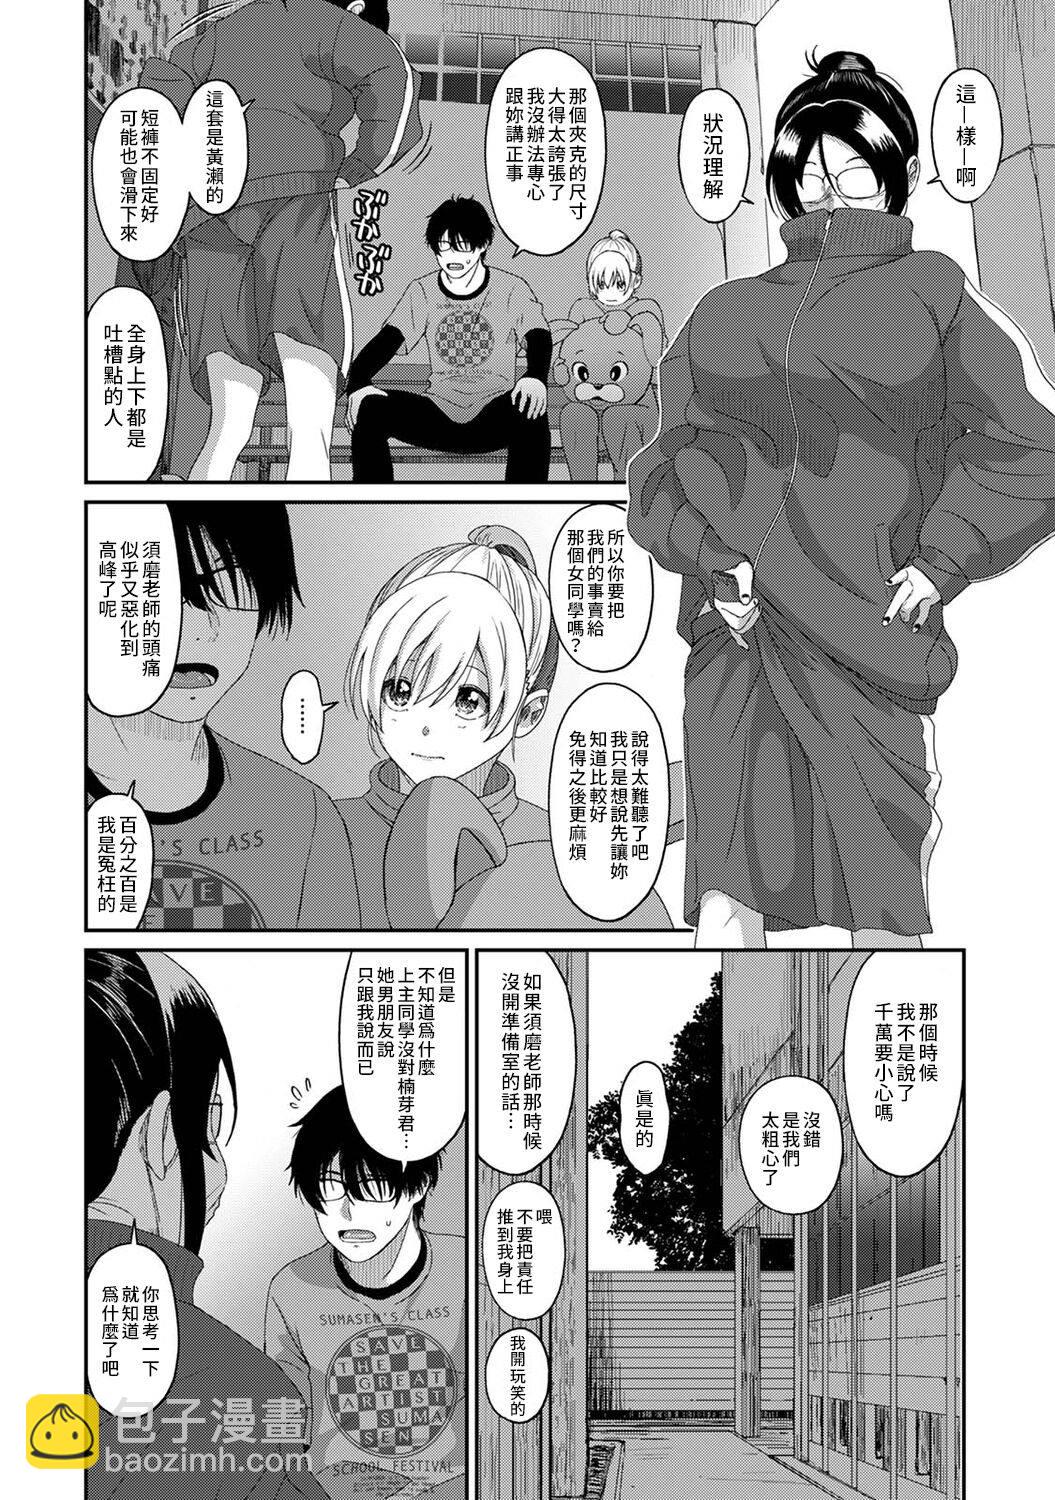 這―樣―啊
狀況理解
那個夾克的尺寸
大得太誇張了
我沒辦法專心
跟妳講正事
這套是黃瀨的
短褲不固定好
可能也會滑下來
ぶかぶか
全身上下都是
吐槽點的人
SUMASEN'S CLASS
SAVE
THE
GREAT
ARTIST
SUMA
SEN
所以你要把
我們的事賣給
那個女同學嗎？
說得太難聽了吧
我只是想說先讓妳
知道比較好
免得之後更麻煩
……
須磨老師的頭痛
似乎又惡化到
高峰了呢
百分之百是
我是冤枉的
'S CLASS
SAVE
那個時候
我不是說了
千萬要小心嗎
沒錯
是我們
太粗心了
真是的
如果須磨老師那時候
沒開準備室的話…
喂
不要把責任
推到我身上
我開玩笑的
但是
不知道為什麼
上主同學沒對楠芽君…
她男朋友說
只跟我說而已
你思考一下
就知道
為什麼了吧
SUMASEN'S CLASS
SAVE
THE
GREAT
ARTIST
SUMA
SEN
SCHOOL FESTIVAL
包子漫畫
baozimh.com